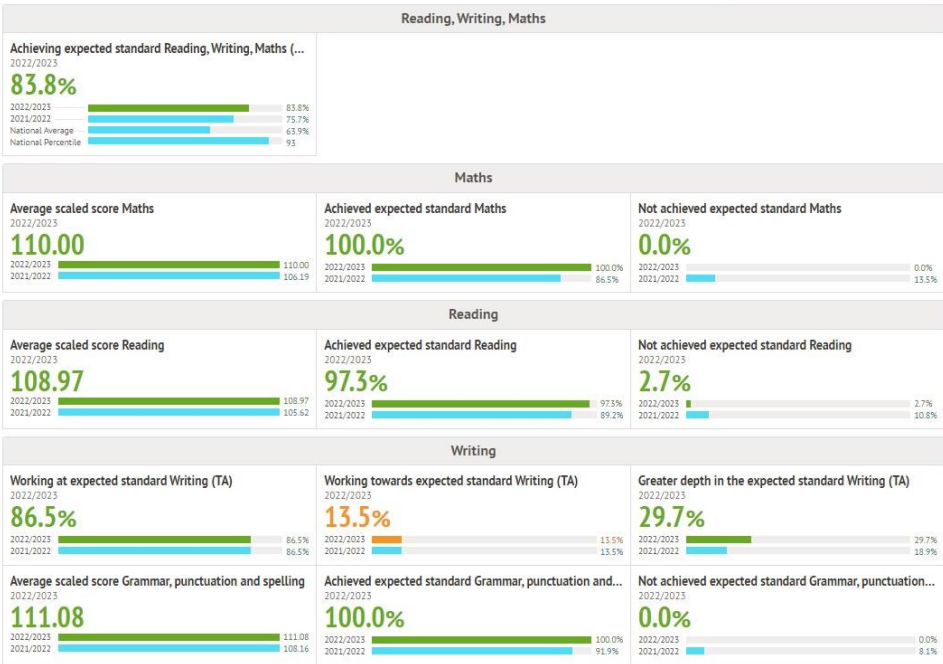 Reading, Writing, Maths
Achieving expected standard Reading, Writing, Maths (...
2022/2023
83.8%
2022/2023 83.8%
2021/2022 75.7%
National Average 63.9%
National Percentile 93
Maths
Average scaled score Maths
2022/2023
110.00
2022/2023 110.00
2021/2022 106.19
Achieved expected standard Maths
2022/2023
100.0%
2022/2023 100.0%
2021/2022 86.5%
Not achieved expected standard Maths
2022/2023
0.0%
2022/2023 0.0%
2021/2022 13.5%
Reading
Average scaled score Reading
2022/2023
108.97
2022/2023 108.97
2021/2022 105.62
Achieved expected standard Reading
2022/2023
97.3%
2022/2023 97.3%
2021/2022 89.2%
Not achieved expected standard Reading
2022/2023
2.7%
2022/2023 2.7%
2021/2022 10.8%
Writing
Working at expected standard Writing (TA)
2022/2023
86.5%
2022/2023 86.5%
2021/2022 86.5%
Working towards expected standard Writing (TA)
2022/2023
13.5%
2022/2023 13.5%
2021/2022 13.5%
Greater depth in the expected standard Writing (TA)
2022/2023
29.7%
2022/2023 29.7%
2021/2022 18.9%
Average scaled score Grammar, punctuation and spelling
2022/2023
111.08
2022/2023 111.08
2021/2022 108.16
Achieved expected standard Grammar, punctuation and...
2022/2023
100.0%
2022/2023 100.0%
2021/2022 91.9%
Not achieved expected standard Grammar, punctuation...
2022/2023
0.0%
2022/2023 0.0%
2021/2022 8.1%